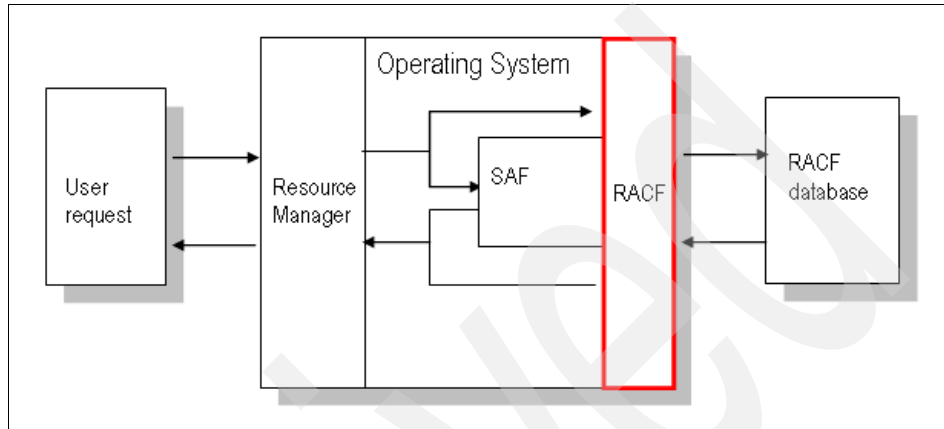 Operating System
User
request
Resource
Manager
SAF
RACF
RACF
database